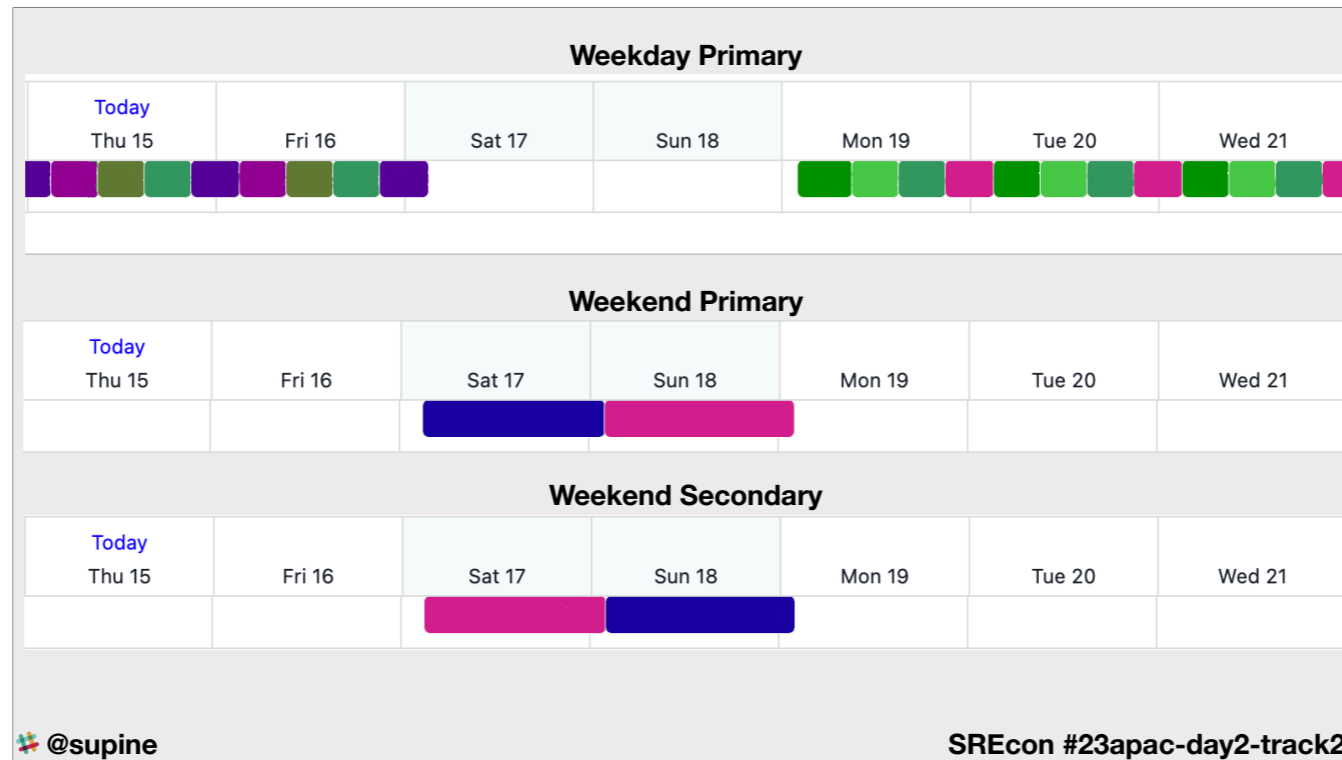 Weekday Primary
Today
Thu 15 Fri 16 Sat 17 Sun 18 Mon 19 Tue 20 Wed 21
Weekend Primary
Today
Thu 15 Fri 16 Sat 17 Sun 18 Mon 19 Tue 20 Wed 21
Weekend Secondary
Today
Thu 15 Fri 16 Sat 17 Sun 18 Mon 19 Tue 20 Wed 21
@supine SREcon #23apac-day2-track2